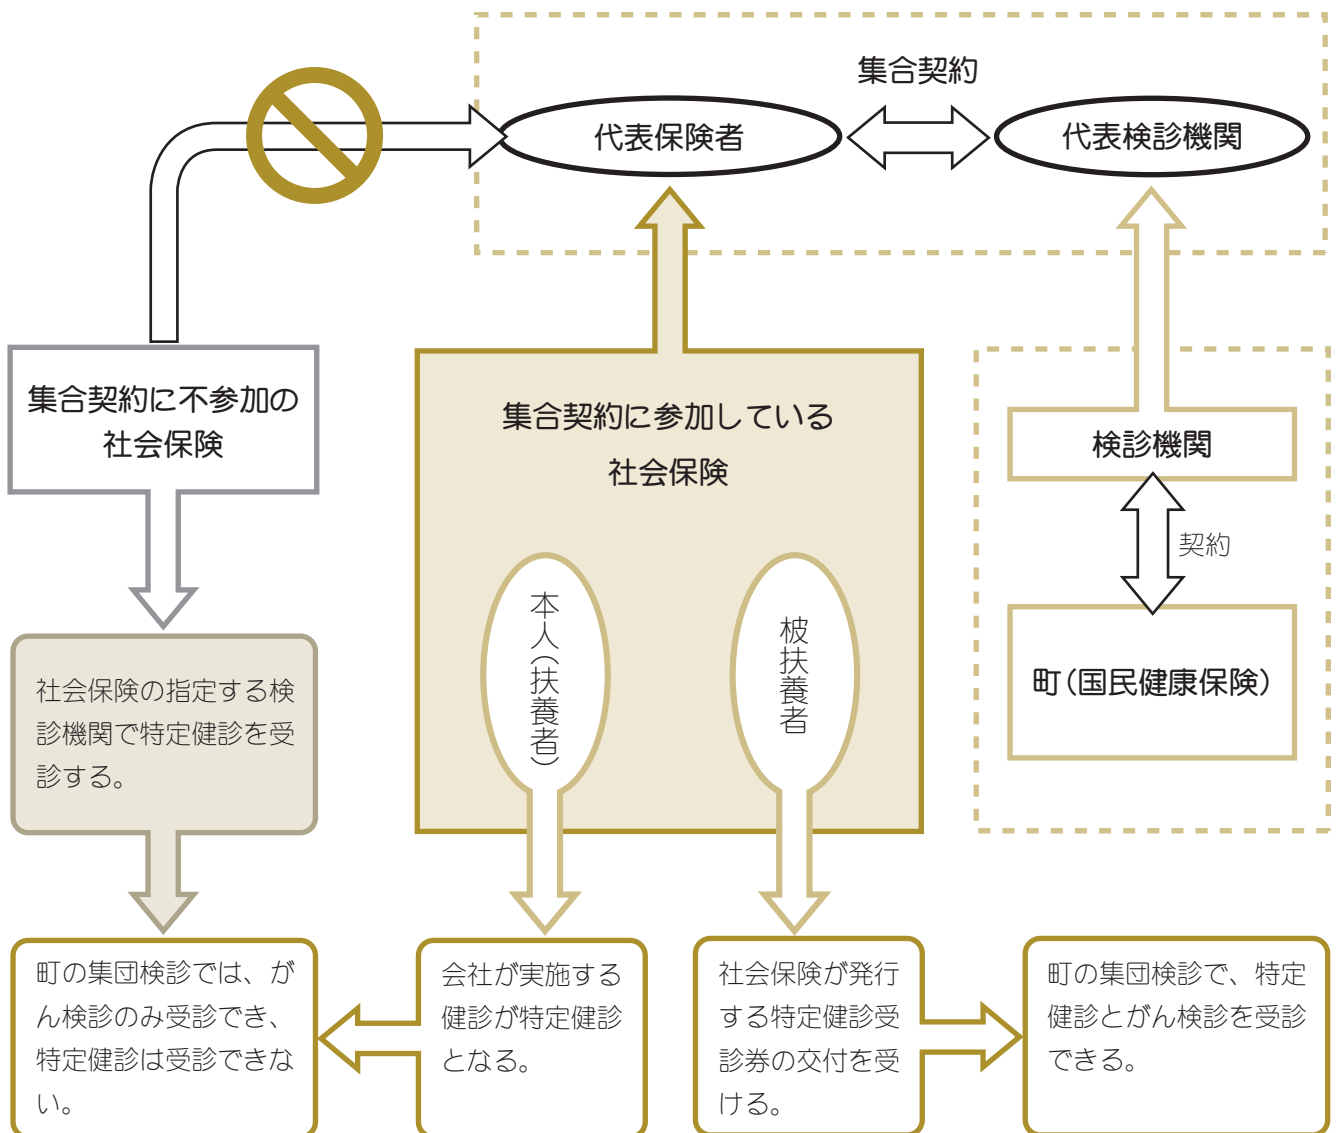 集合契約
代表保険者
代表検診機関
集合契約に不参加の
社会保険
集合契約に参加している
社会保険
検診機関
契約
町(国民健康保険)
本人(扶養者)
被扶養者
社会保険の指定する検
診機関で特定健診を受
診する。
町の集団検診では、が
ん検診のみ受診でき、
特定健診は受診できな
い。
会社が実施する
健診が特定健診
となる。
社会保険が発行
する特定健診受
診券の交付を受
ける。
町の集団検診で、特定
健診とがん検診を受診
できる。